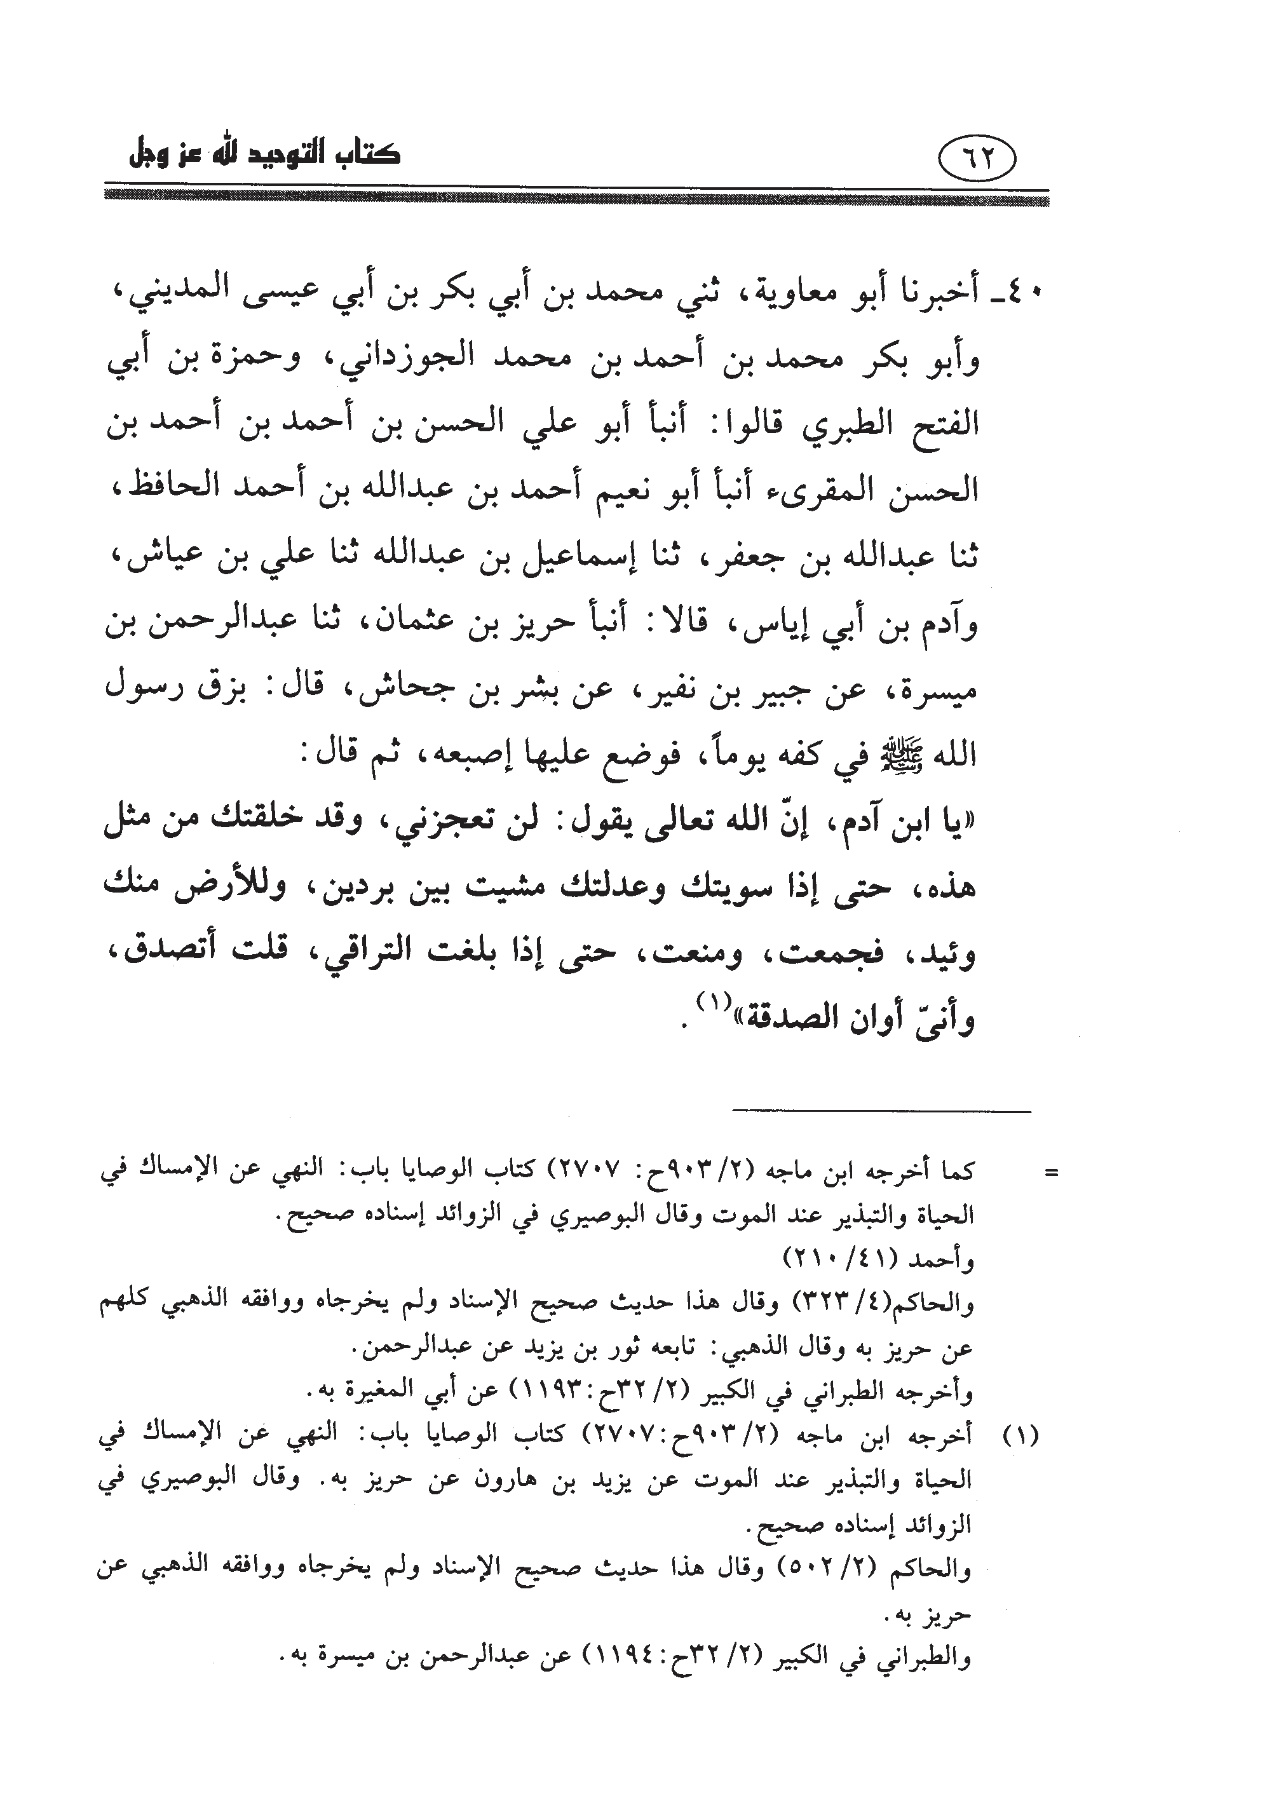 ٦٢
كتاب التوحيد لله عز وجل
٤٠ـ أخبرنا أبو معاوية، ثني محمد بن أبي بكر بن أبي عيسى المديني،
وأبو بكر محمد بن أحمد بن محمد الجوزداني، وحمزة بن أبي
الفتح الطبري قالوا: أنبأ أبو علي الحسن بن أحمد بن أحمد بن
الحسن المقرىء أنبأ أبو نعيم أحمد بن عبدالله بن أحمد الحافظ،
ثنا عبدالله بن جعفر، ثنا إسماعيل بن عبدالله ثنا علي بن عياش،
وآدم بن أبي إياس، قالا: أنبأ حريز بن عثمان، ثنا عبدالرحمن بن
ميسرة، عن جبير بن نفير، عن بشر بن جحاش، قال: بزق رسول
الله ﷺ في كفه يوماً، فوضع عليها إصبعه، ثم قال:
«يا ابن آدم، إنّ الله تعالى يقول: لن تعجزني، وقد خلقتك من مثل
هذه، حتى إذا سويتك وعدلتك مشيت بين بردين، وللأرض منك
وئيد، فجمعت، ومنعت، حتى إذا بلغت التراقي، قلت أتصدق،
وأنىّ أوان الصدقة»(١).
= كما أخرجه ابن ماجه (٢/ ٩٠٣ح: ٢٧٠٧) كتاب الوصايا باب: النهي عن الإمساك في
الحياة والتبذير عند الموت وقال البوصيري في الزوائد إسناده صحيح.
وأحمد (٤١/ ٢١٠)
والحاكم(٤/ ٣٢٣) وقال هذا حديث صحيح الإسناد ولم يخرجاه ووافقه الذهبي كلهم
عن حريز به وقال الذهبي: تابعه ثور بن يزيد عن عبدالرحمن.
وأخرجه الطبراني في الكبير (٢/ ٣٢ح:١١٩٣) عن أبي المغيرة به.
(١) أخرجه ابن ماجه (٢/ ٩٠٣ح:٢٧٠٧) كتاب الوصايا باب: النهي عن الإمساك في
الحياة والتبذير عند الموت عن يزيد بن هارون عن حريز به. وقال البوصيري في
الزوائد إسناده صحيح.
والحاكم (٢/ ٥٠٢) وقال هذا حديث صحيح الإسناد ولم يخرجاه ووافقه الذهبي عن
حريز به.
والطبراني في الكبير (٢/ ٣٢ح:١١٩٤) عن عبدالرحمن بن ميسرة به.